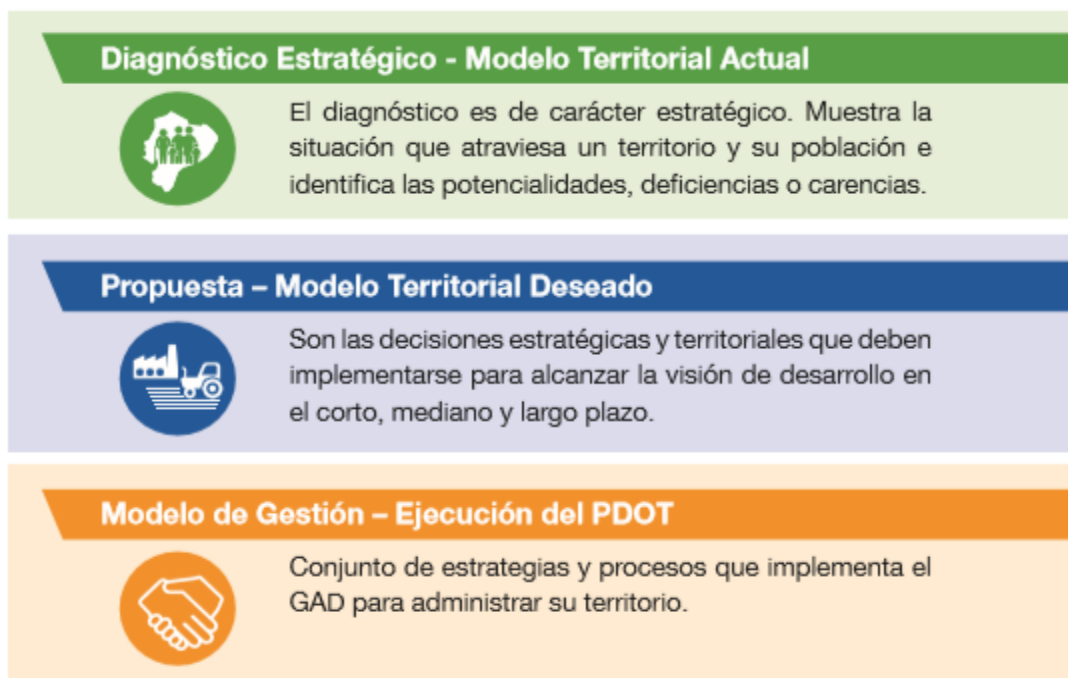 Diagnóstico Estratégico - Modelo Territorial Actual
El diagnóstico es de carácter estratégico. Muestra la
situación que atraviesa un territorio y su población e
identifica las potencialidades, deficiencias o carencias.
Propuesta – Modelo Territorial Deseado
Son las decisiones estratégicas y territoriales que deben
implementarse para alcanzar la visión de desarrollo en
el corto, mediano y largo plazo.
Modelo de Gestión – Ejecución del PDOT
Conjunto de estrategias y procesos que implementa el
GAD para administrar su territorio.